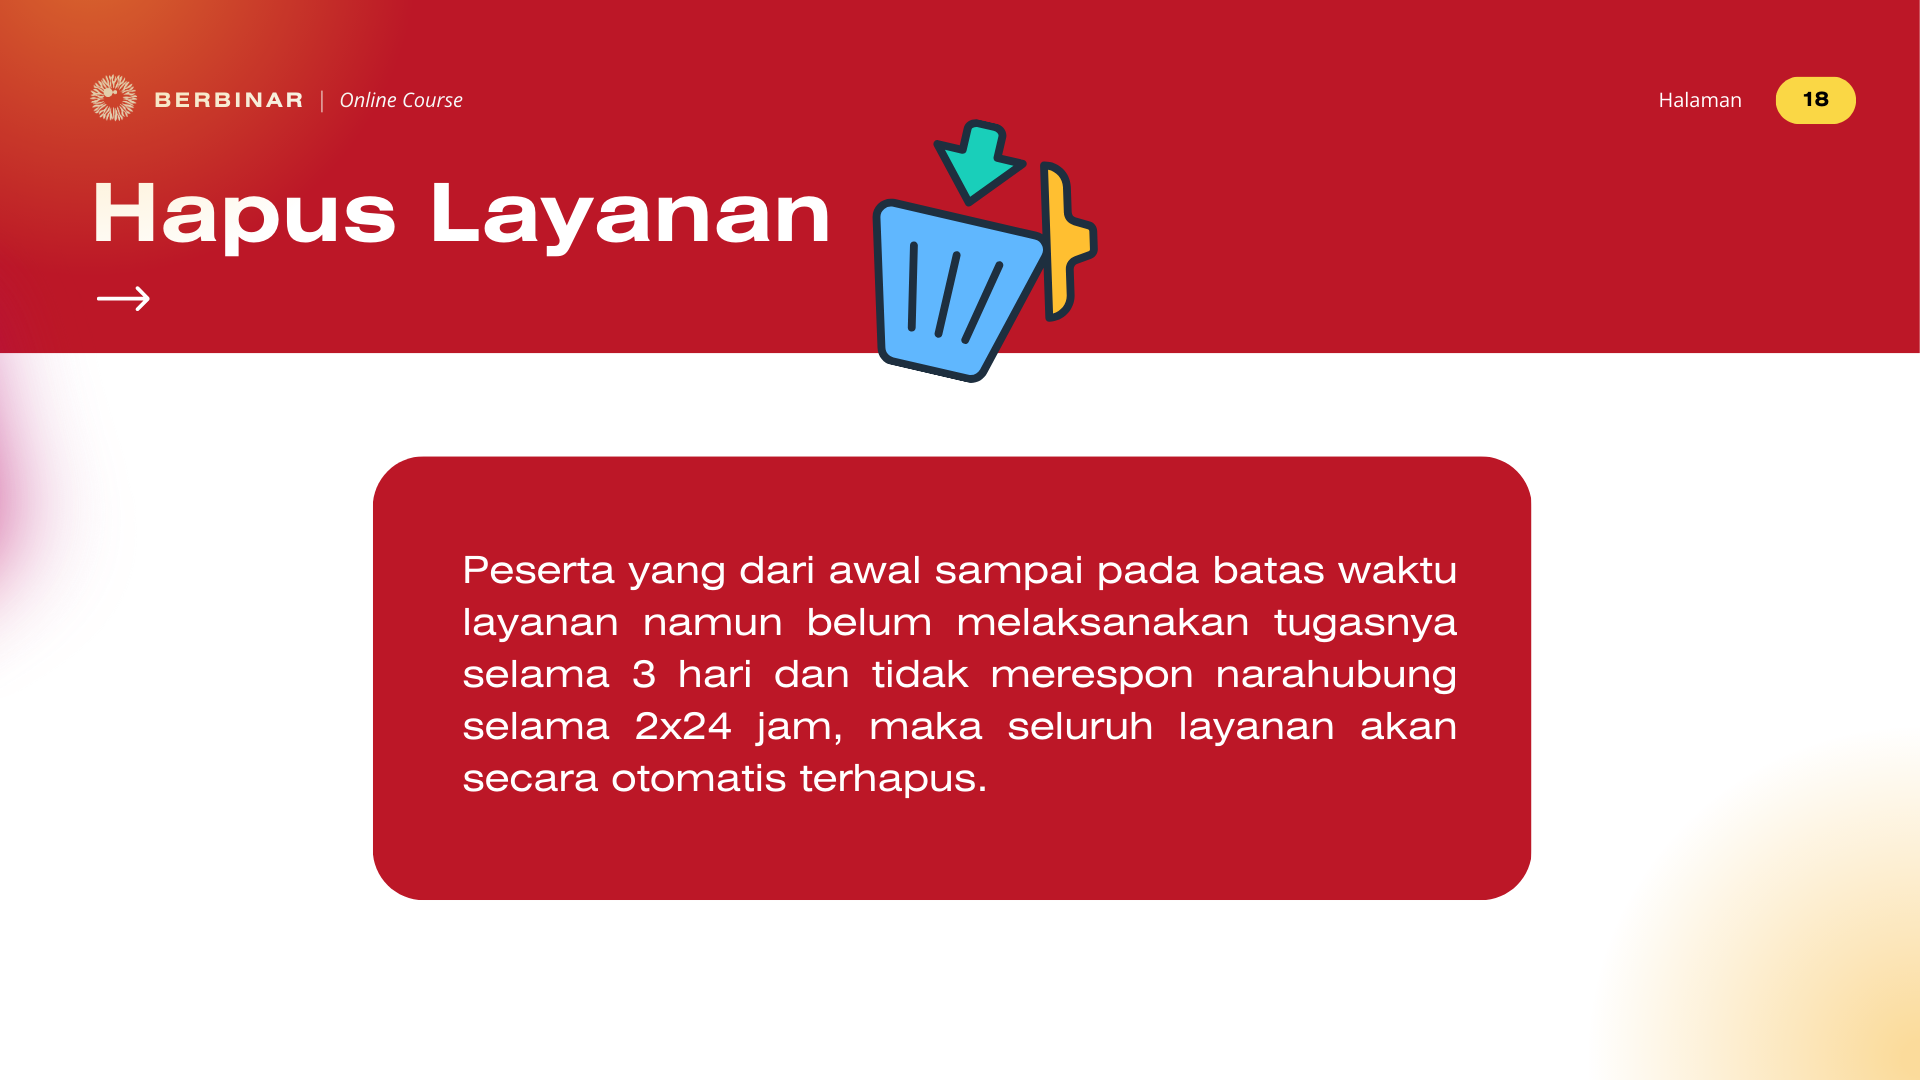 BERBINAR | Online Course
Halaman 18
Hapus Layanan
Peserta yang dari awal sampai pada batas waktu
layanan namun belum melaksanakan tugasnya
selama 3 hari dan tidak merespon narahubung
selama 2x24 jam, maka seluruh layanan akan
secara otomatis terhapus.